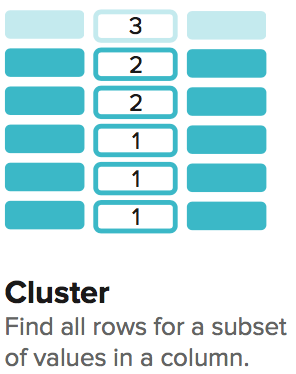 3
2
2
1
1
1
Cluster
Find all rows for a subset
of values in a column.